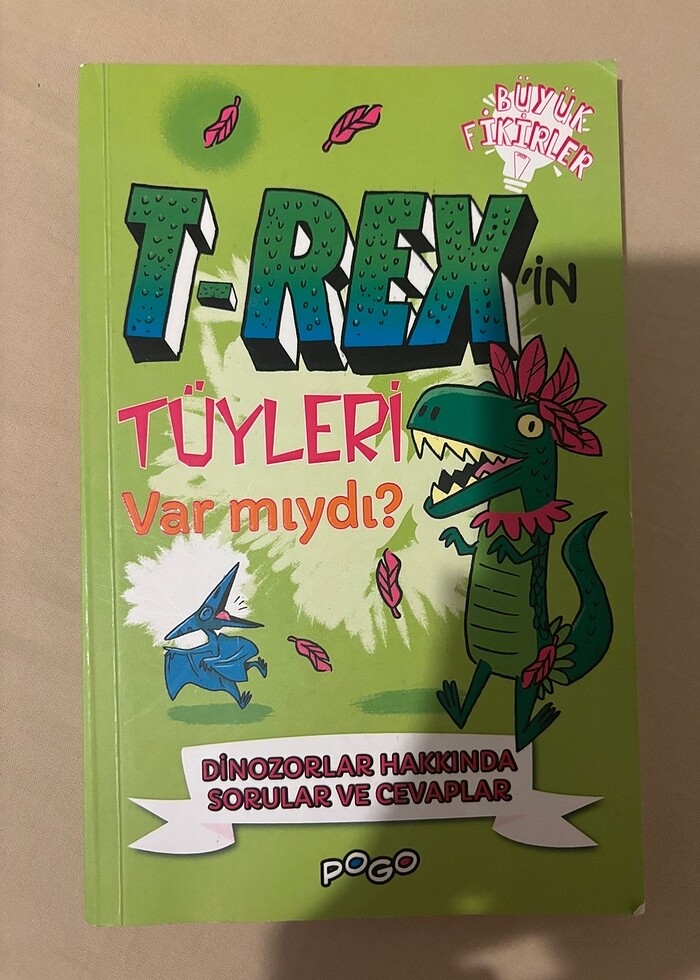 BÜYÜK
FİKİRLER
T-REX'İN
TÜYLERİ
Var mıydı?
DİNOZORLAR HAKKINDA
SORULAR VE CEVAPLAR
POGO